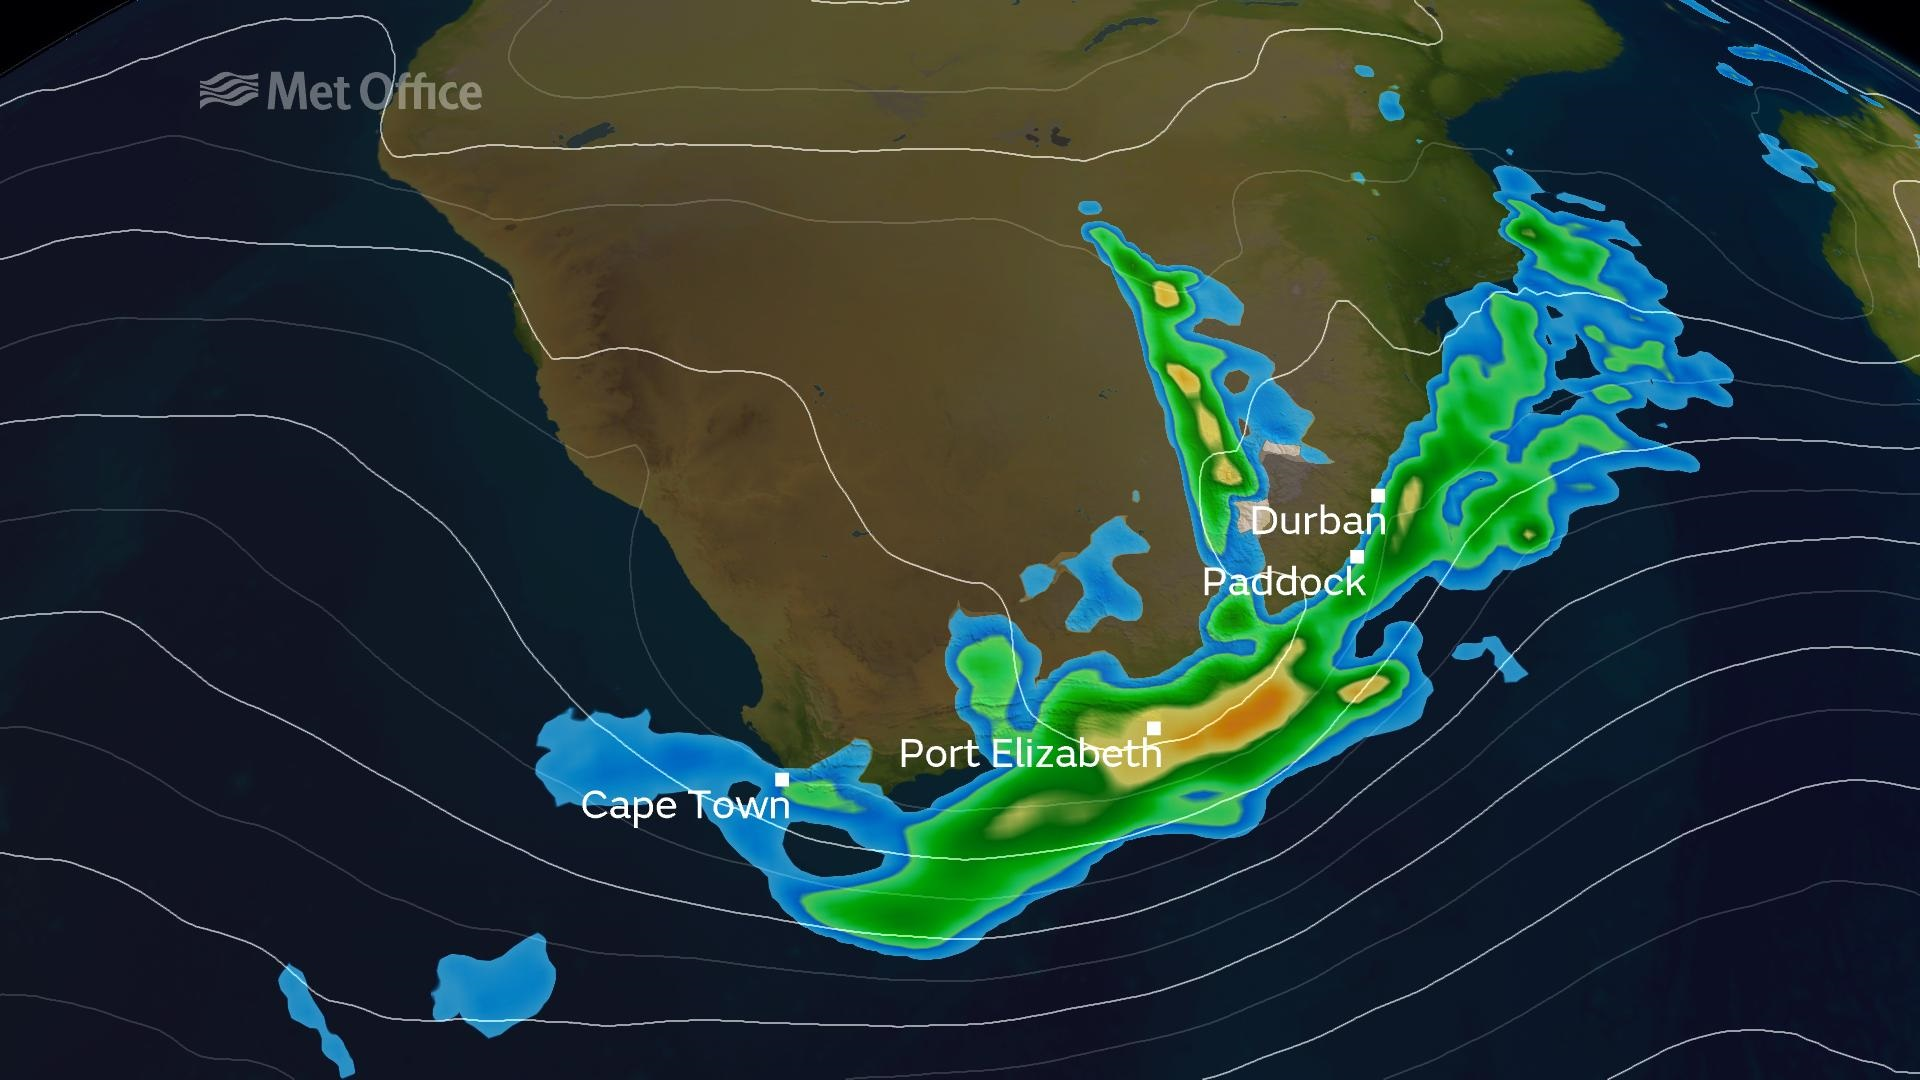 Met Office
Durban
Paddock
Port Elizabeth
Cape Town